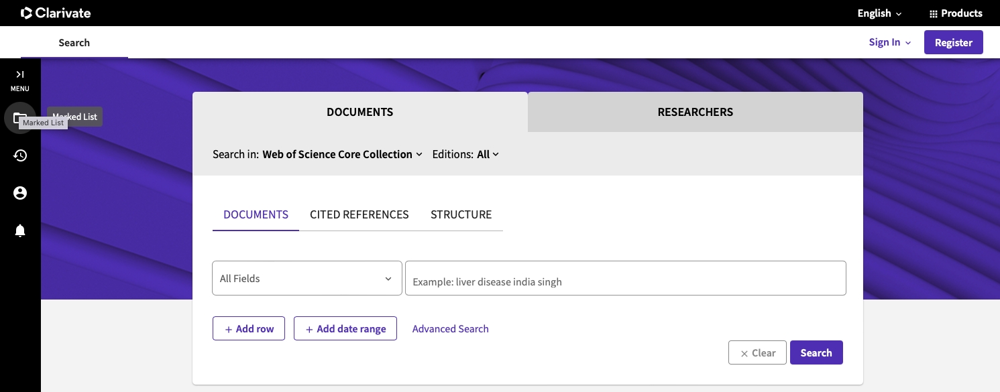 Clarivate
English
Products
Search
Sign In
Register
MENU
Marked List
Marked List
DOCUMENTS
RESEARCHERS
Search in: Web of Science Core Collection
Editions: All
DOCUMENTS
CITED REFERENCES
STRUCTURE
All Fields
Example: liver disease india singh
+ Add row
+ Add date range
Advanced Search
× Clear
Search